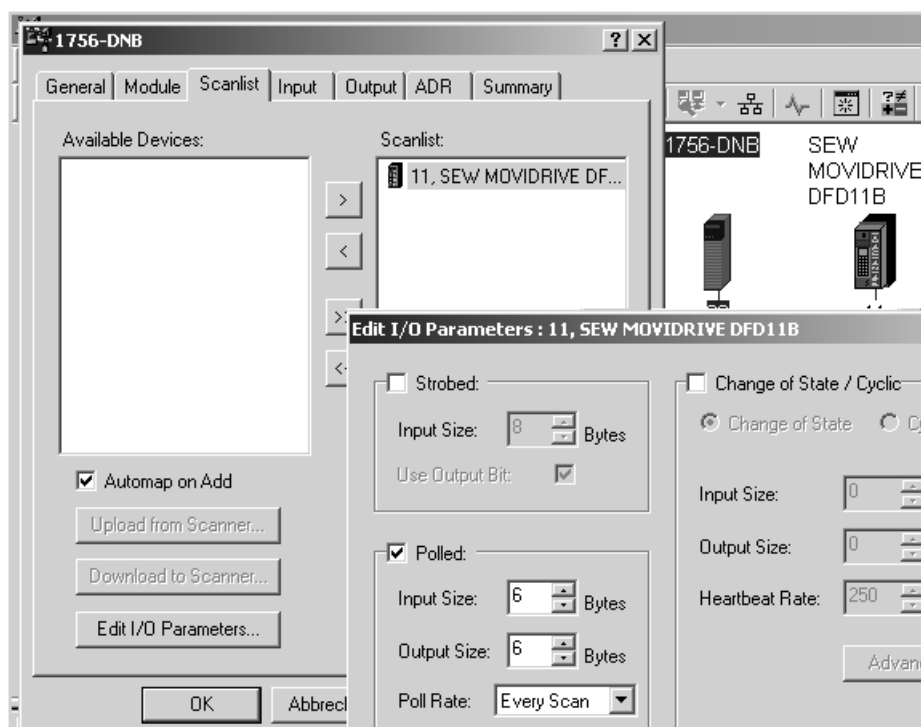 1756-DNB
General Module Scanlist Input Output ADR Summary
Available Devices:
Scanlist:
11, SEW MOVIDRIVE DF...
>
<
Automap on Add
Upload from Scanner...
Download to Scanner...
Edit I/O Parameters...
OK
1756-DNB
SEW
MOVIDRIVE
DFD11B
Edit I/O Parameters : 11, SEW MOVIDRIVE DFD11B
Strobed:
Input Size: 8 Bytes
Use Output Bit:
Polled:
Input Size: 6 Bytes
Output Size: 6 Bytes
Poll Rate: Every Scan
Change of State / Cyclic
Change of State
Input Size: 0
Output Size: 0
Heartbeat Rate: 250